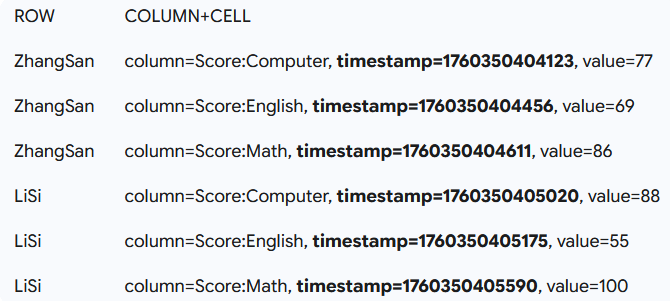 ROW COLUMN+CELL
ZhangSan column=Score:Computer, timestamp=1760350404123, value=77
ZhangSan column=Score:English, timestamp=1760350404456, value=69
ZhangSan column=Score:Math, timestamp=1760350404611, value=86
LiSi column=Score:Computer, timestamp=1760350405020, value=88
LiSi column=Score:English, timestamp=1760350405175, value=55
LiSi column=Score:Math, timestamp=1760350405590, value=100